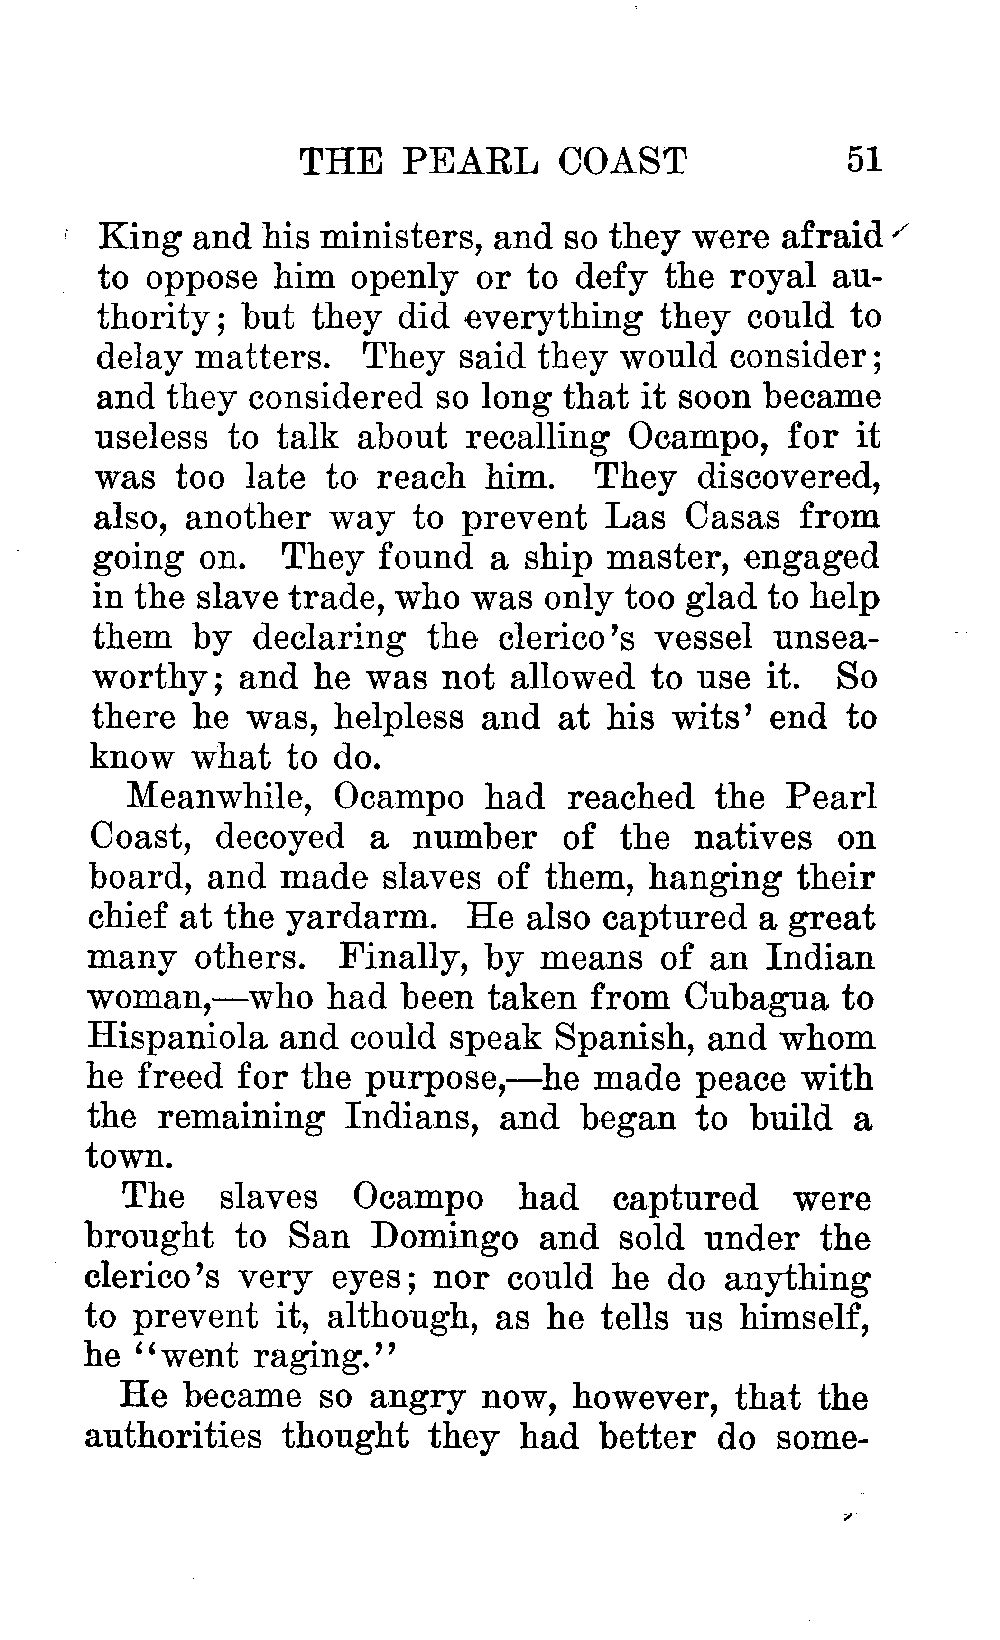 THE PEARL COAST 51
King and his ministers, and so they were afraid
to oppose him openly or to defy the royal au-
thority; but they did everything they could to
delay matters. They said they would consider;
and they considered so long that it soon became
useless to talk about recalling Ocampo, for it
was too late to reach him. They discovered,
also, another way to prevent Las Casas from
going on. They found a ship master, engaged
in the slave trade, who was only too glad to help
them by declaring the clerico's vessel unsea-
worthy; and he was not allowed to use it. So
there he was, helpless and at his wits' end to
know what to do.
Meanwhile, Ocampo had reached the Pearl
Coast, decoyed a number of the natives on
board, and made slaves of them, hanging their
chief at the yardarm. He also captured a great
many others. Finally, by means of an Indian
woman,—who had been taken from Cubagua to
Hispaniola and could speak Spanish, and whom
he freed for the purpose,—he made peace with
the remaining Indians, and began to build a
town.
The slaves Ocampo had captured were
brought to San Domingo and sold under the
clerico's very eyes; nor could he do anything
to prevent it, although, as he tells us himself,
he "went raging."
He became so angry now, however, that the
authorities thought they had better do some-